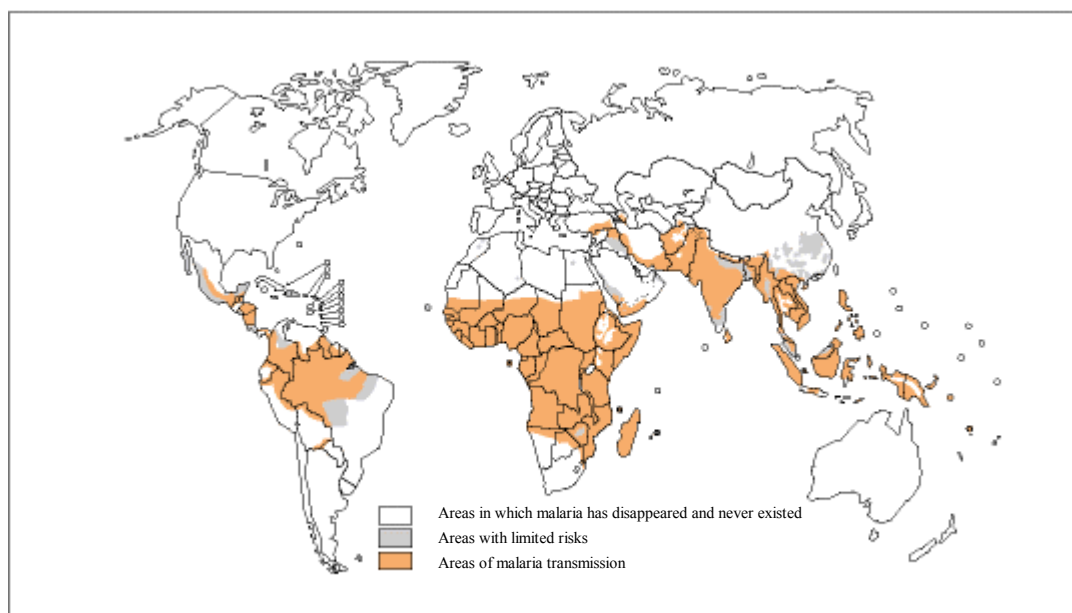 Areas in which malaria has disappeared and never existed
Areas with limited risks
Areas of malaria transmission